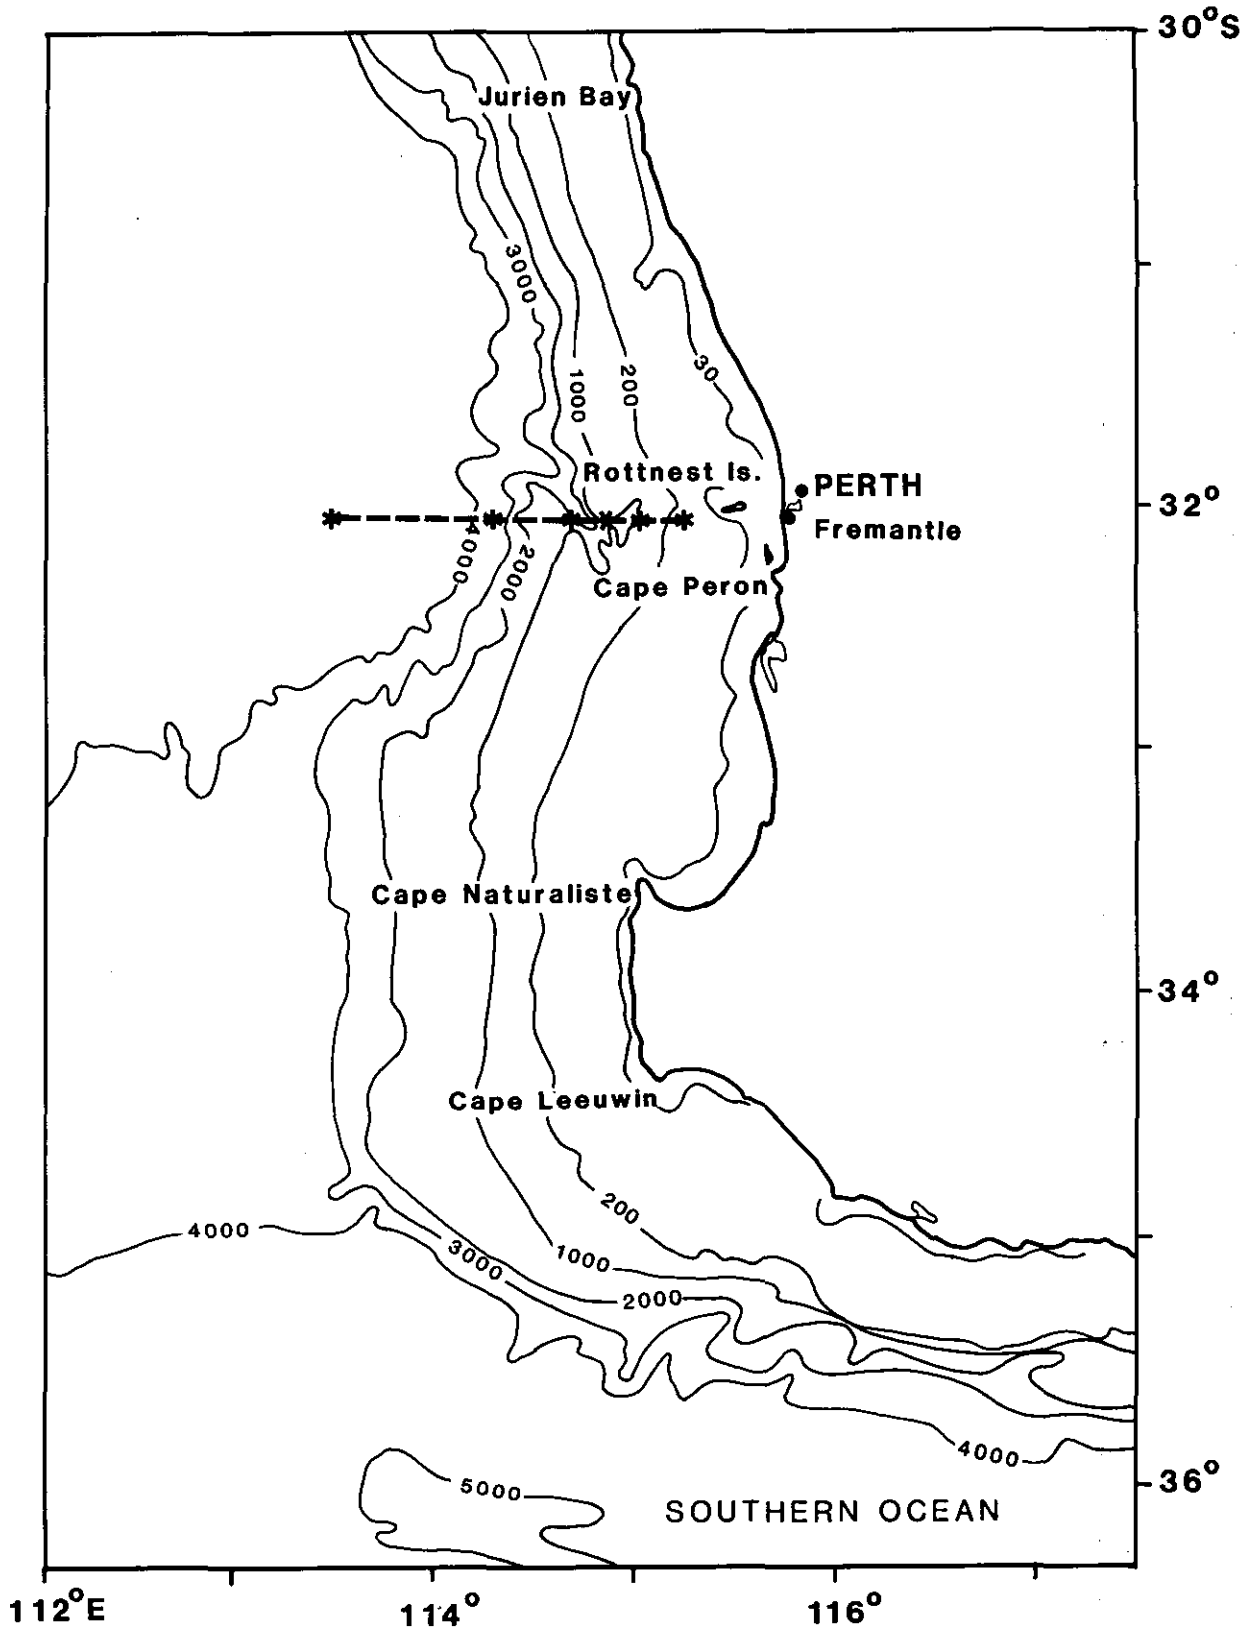 30°S
Jurien Bay
3000
30
1000
200
Rottnest Is.
PERTH
32°
Fremantle
4000
2000
Cape Peron
Cape Naturaliste
34°
Cape Leeuwin
200
4000
3000
1000
2000
4000
36°
5000
SOUTHERN OCEAN
112°E
114°
116°